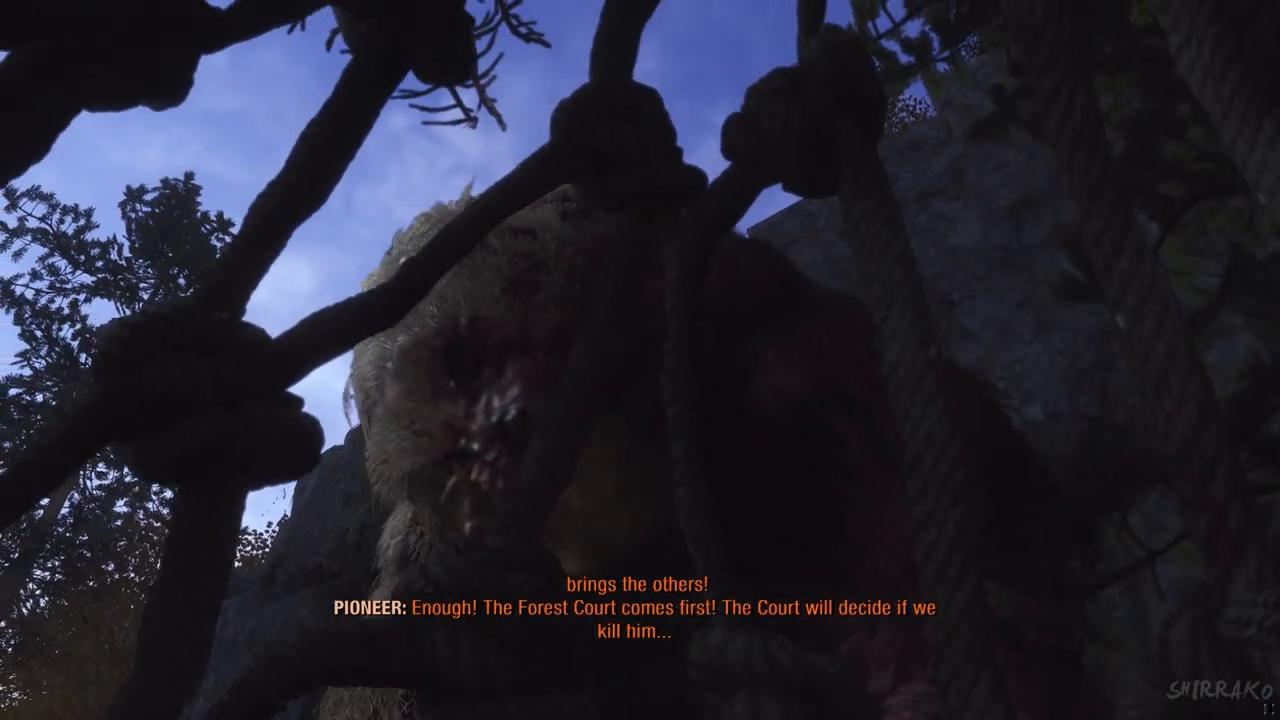 brings the others!
PIONEER: Enough! The Forest Court comes first! The Court will decide if we
kill him...
SHIRRAKO